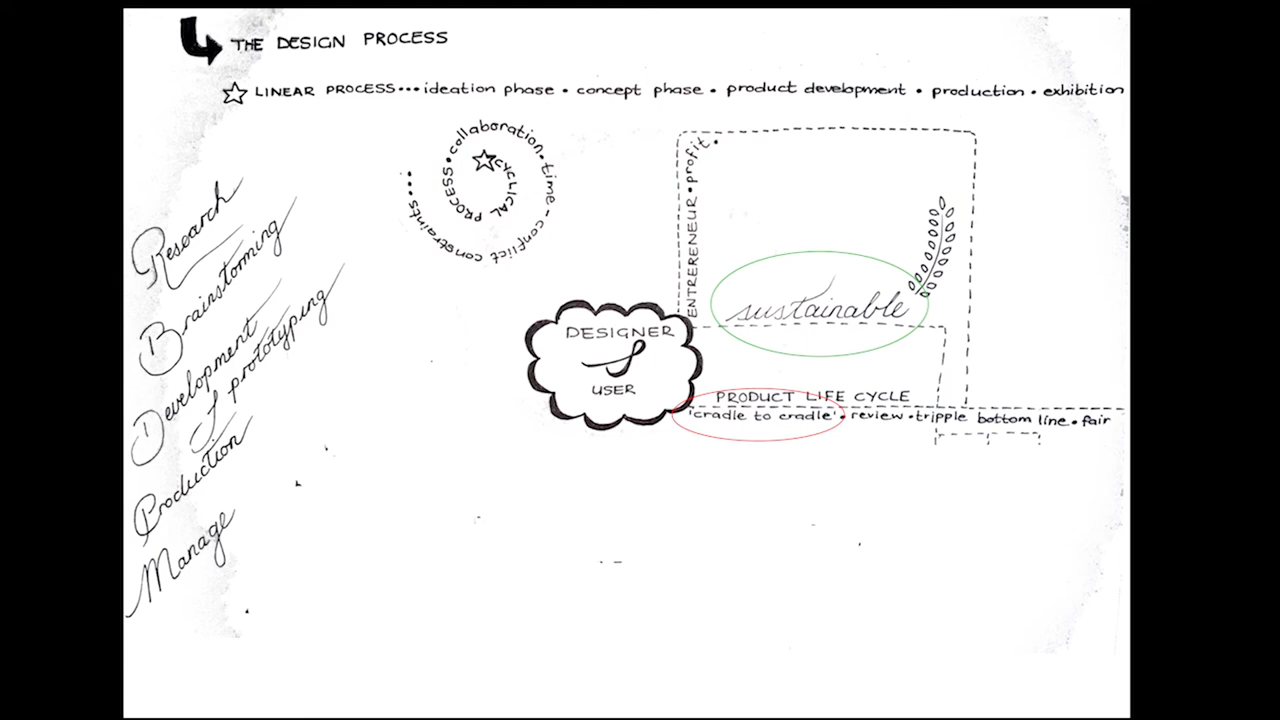 THE DESIGN PROCESS
LINEAR PROCESS... ideation phase • concept phase • product development • production • exhibition
CYCLICAL PROCESS • collaboration • time - conflict constraints...
Research
Brainstorming
Development
& prototyping
Production
Manage
ENTRERENEUR • profit •
sustainable
DESIGNER
&
USER
PRODUCT LIFE CYCLE
'cradle to cradle' • review • tripple bottom line • fair